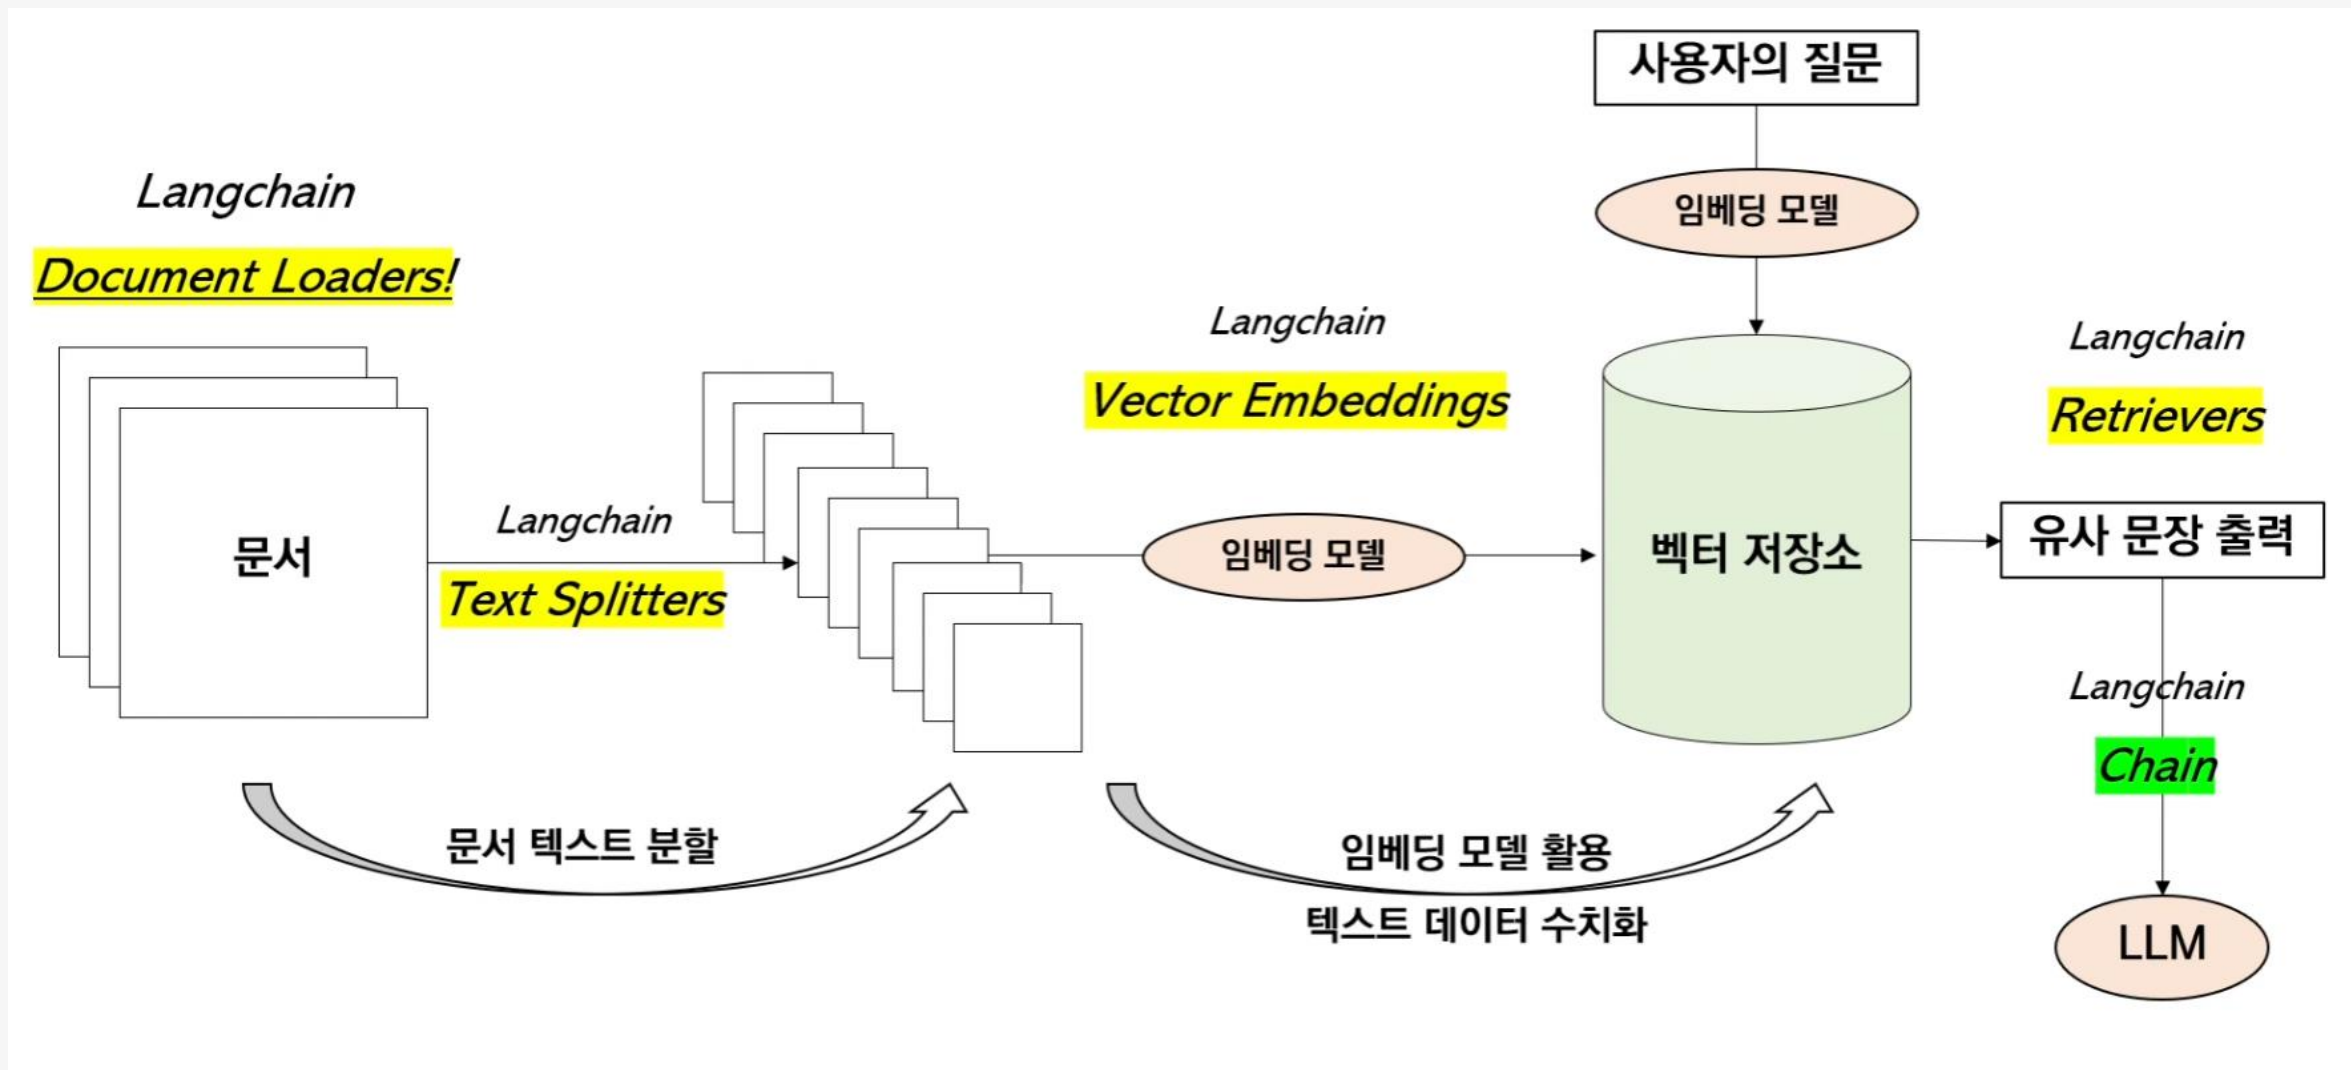 사용자의 질문
임베딩 모델
Langchain
Document Loaders!
문서
Langchain
Text Splitters
Langchain
Vector Embeddings
임베딩 모델
벡터 저장소
Langchain
Retrievers
유사 문장 출력
Langchain
Chain
LLM
문서 텍스트 분할
임베딩 모델 활용
텍스트 데이터 수치화